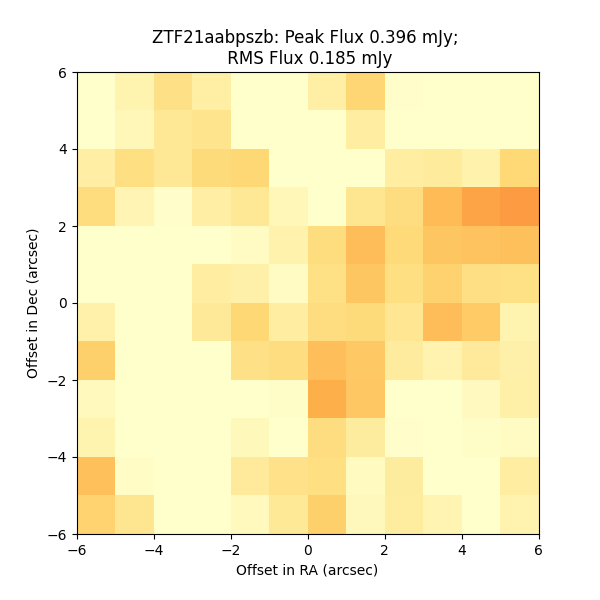 ZTF21aabpszb: Peak Flux 0.396 mJy;
RMS Flux 0.185 mJy
6
4
2
0
−2
−4
−6
Offset in Dec (arcsec)
−6 −4 −2 0 2 4 6
Offset in RA (arcsec)